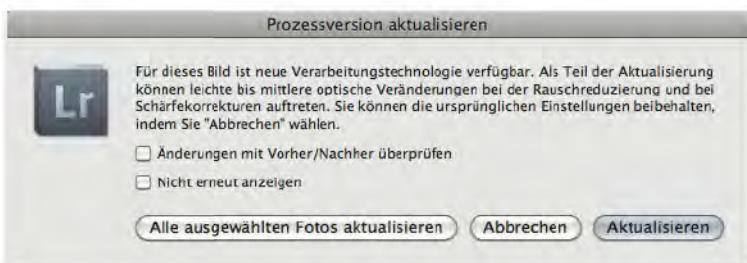 Prozessversion aktualisieren
Lr
Für dieses Bild ist neue Verarbeitungstechnologie verfügbar. Als Teil der Aktualisierung
können leichte bis mittlere optische Veränderungen bei der Rauschreduzierung und bei
Schärfekorrekturen auftreten. Sie können die ursprünglichen Einstellungen beibehalten,
indem Sie "Abbrechen" wählen.
Änderungen mit Vorher/Nachher überprüfen
Nicht erneut anzeigen
Alle ausgewählten Fotos aktualisieren Abbrechen Aktualisieren